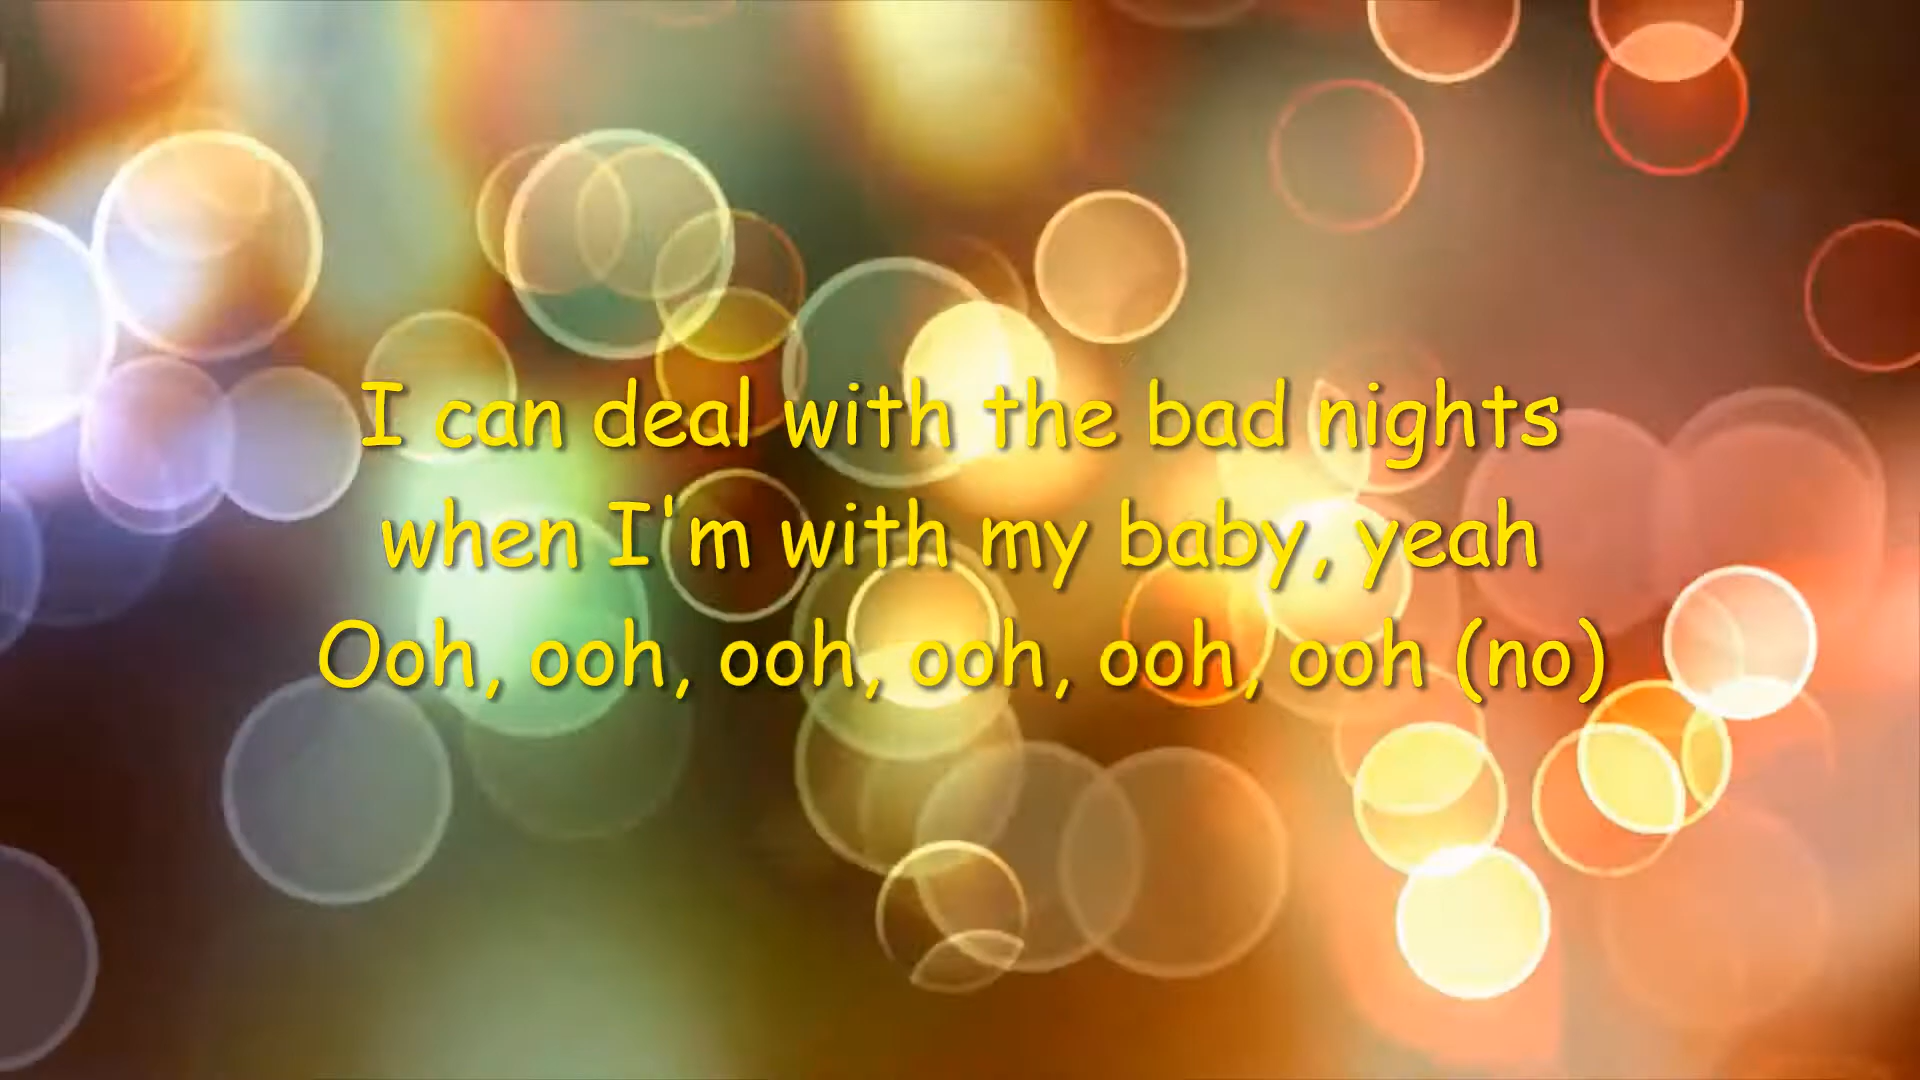 I can deal with the bad nights
when I'm with my baby, yeah
Ooh, ooh, ooh, ooh, ooh, ooh (no)